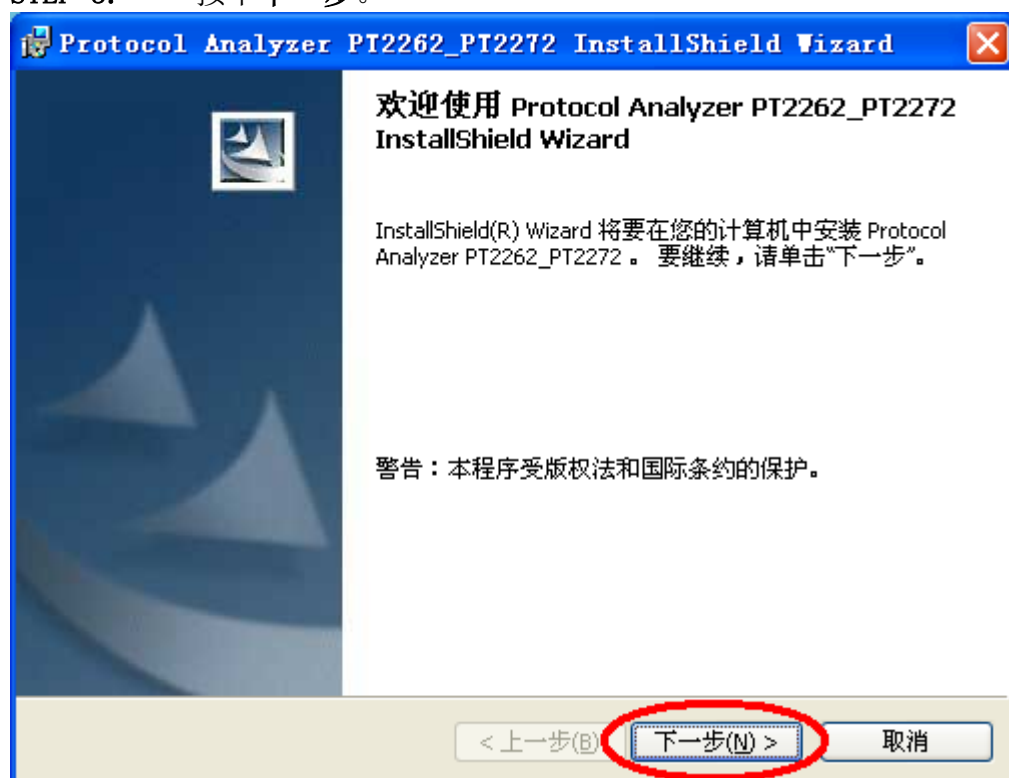 Protocol Analyzer PT2262_PT2272 InstallShield Wizard
欢迎使用 Protocol Analyzer PT2262_PT2272
InstallShield Wizard
InstallShield(R) Wizard 将要在您的计算机中安装 Protocol
Analyzer PT2262_PT2272 。 要继续，请单击“下一步”。
警告：本程序受版权法和国际条约的保护。
< 上一步(B) 下一步(N) > 取消